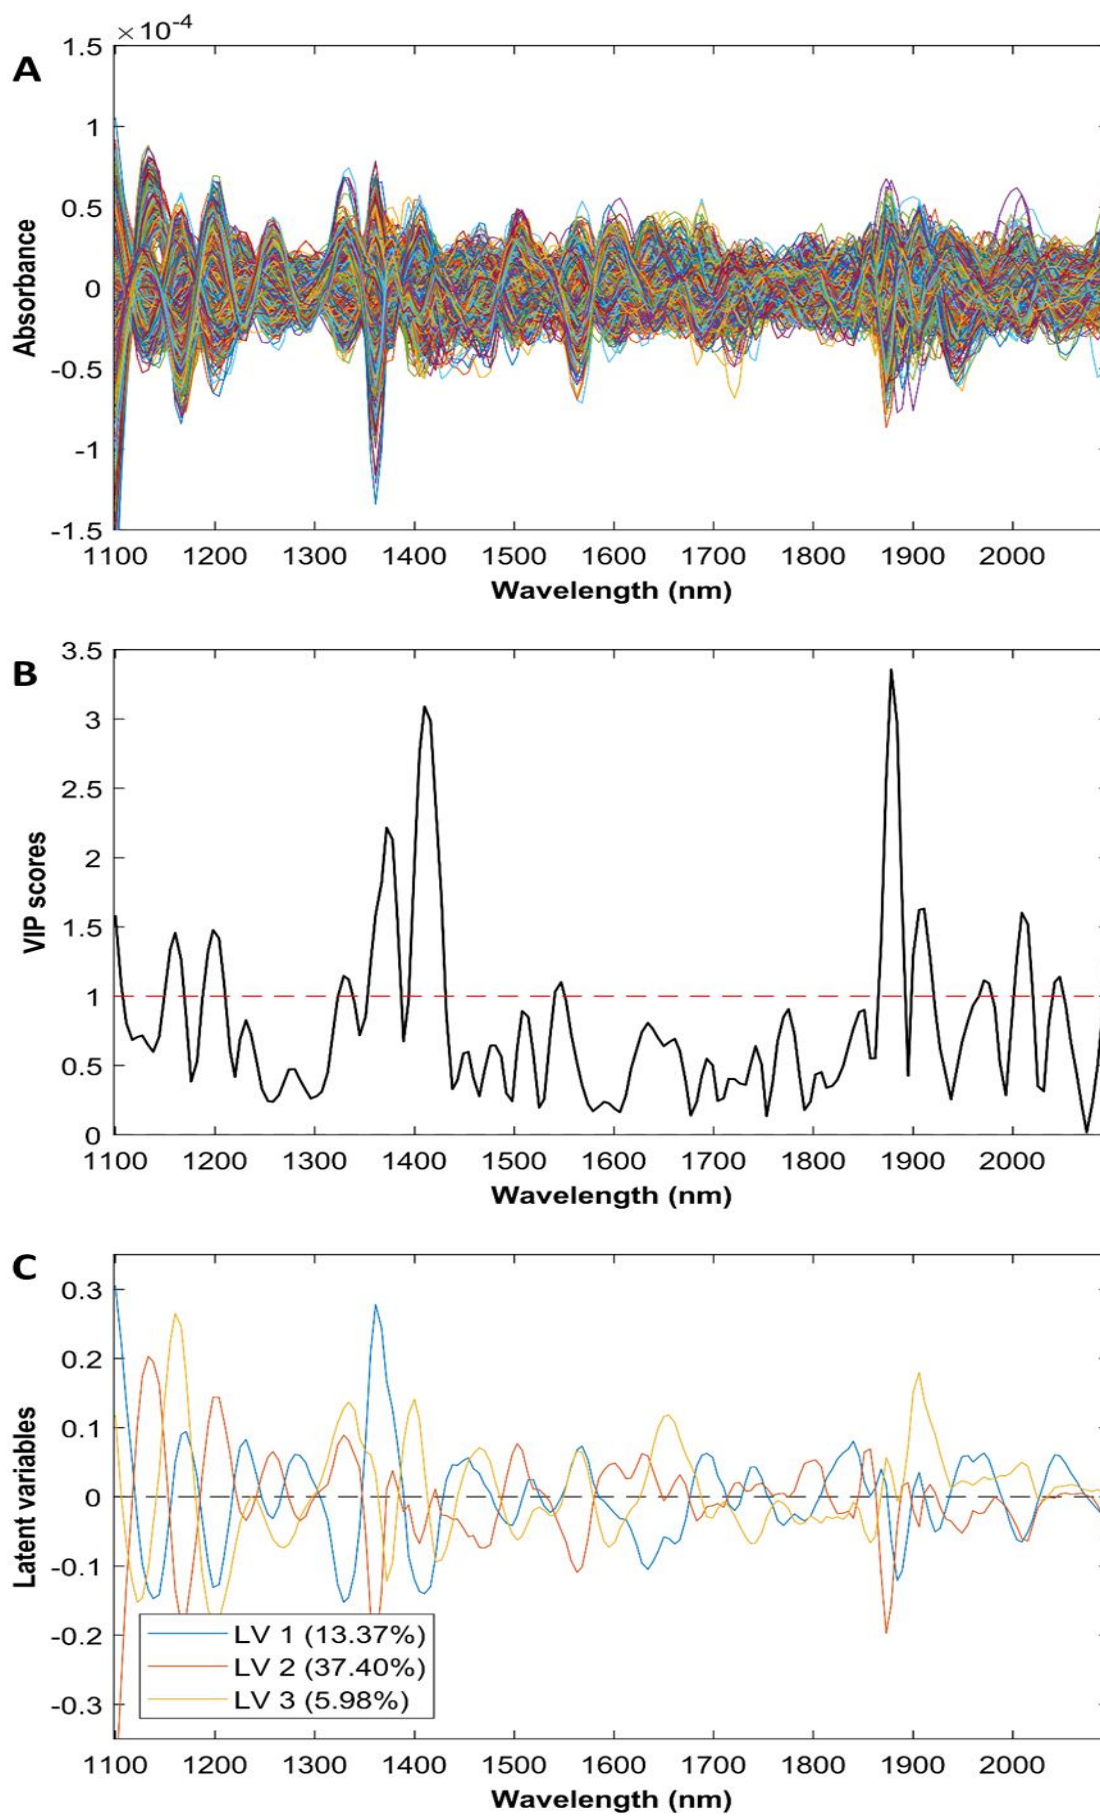 ×10-4
A
1.5
1
0.5
0
-0.5
-1
-1.5
Absorbance
1100 1200 1300 1400 1500 1600 1700 1800 1900 2000
Wavelength (nm)
B
3.5
3
2.5
2
1.5
1
0.5
0
VIP scores
1100 1200 1300 1400 1500 1600 1700 1800 1900 2000
Wavelength (nm)
C
0.3
0.2
0.1
0
-0.1
-0.2
-0.3
Latent variables
LV 1 (13.37%)
LV 2 (37.40%)
LV 3 (5.98%)
1100 1200 1300 1400 1500 1600 1700 1800 1900 2000
Wavelength (nm)